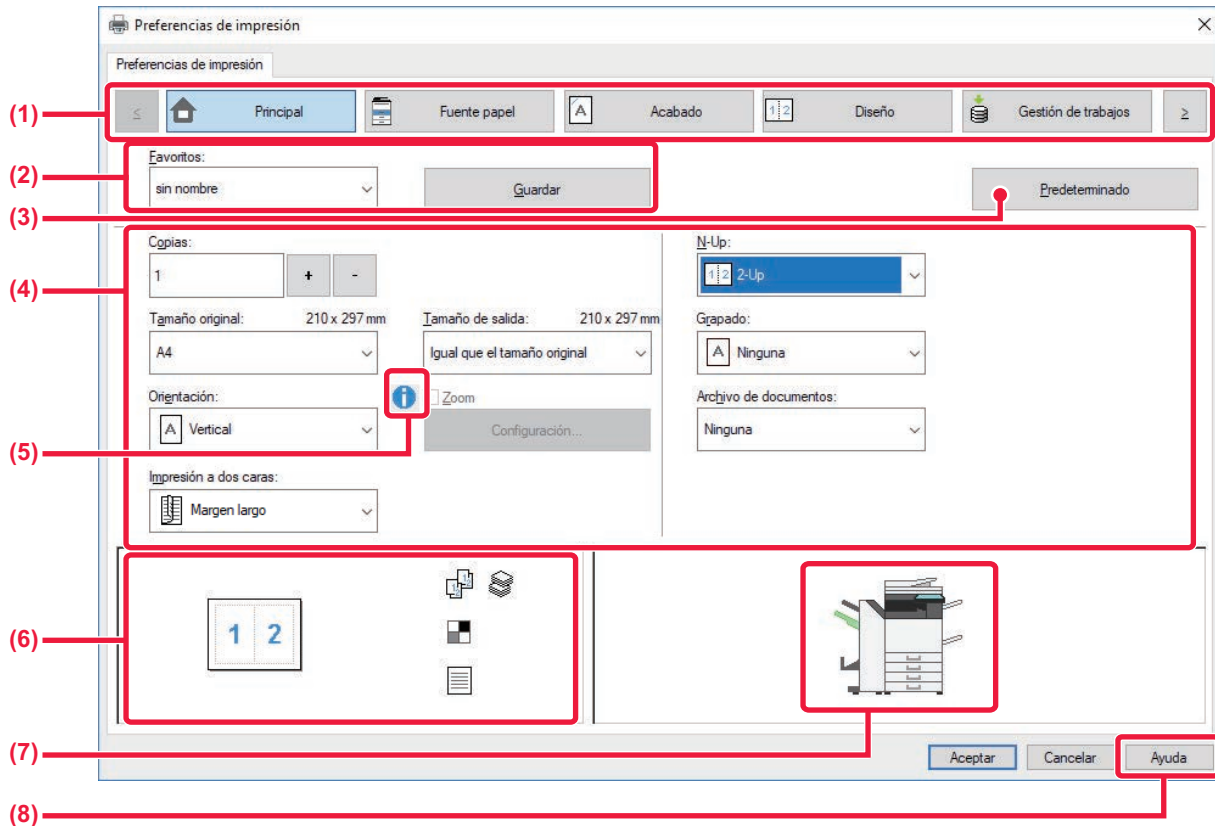 Preferencias de impresión
Preferencias de impresión
(1)
< Principal Fuente papel Acabado Diseño Gestión de trabajos >
(2)
Favoritos:
sin nombre Guardar Predeterminado
(3)
(4)
Copias: N-Up:
1 + - 1 2 2-Up
Tamaño original: 210 x 297 mm Tamaño de salida: 210 x 297 mm Grapado:
A4 Igual que el tamaño original A Ninguna
Orientación: Zoom Archivo de documentos:
A Vertical Configuración... Ninguna
(5)
Impresión a dos caras:
Margen largo
(6)
1 2
(7)
Aceptar Cancelar Ayuda
(8)